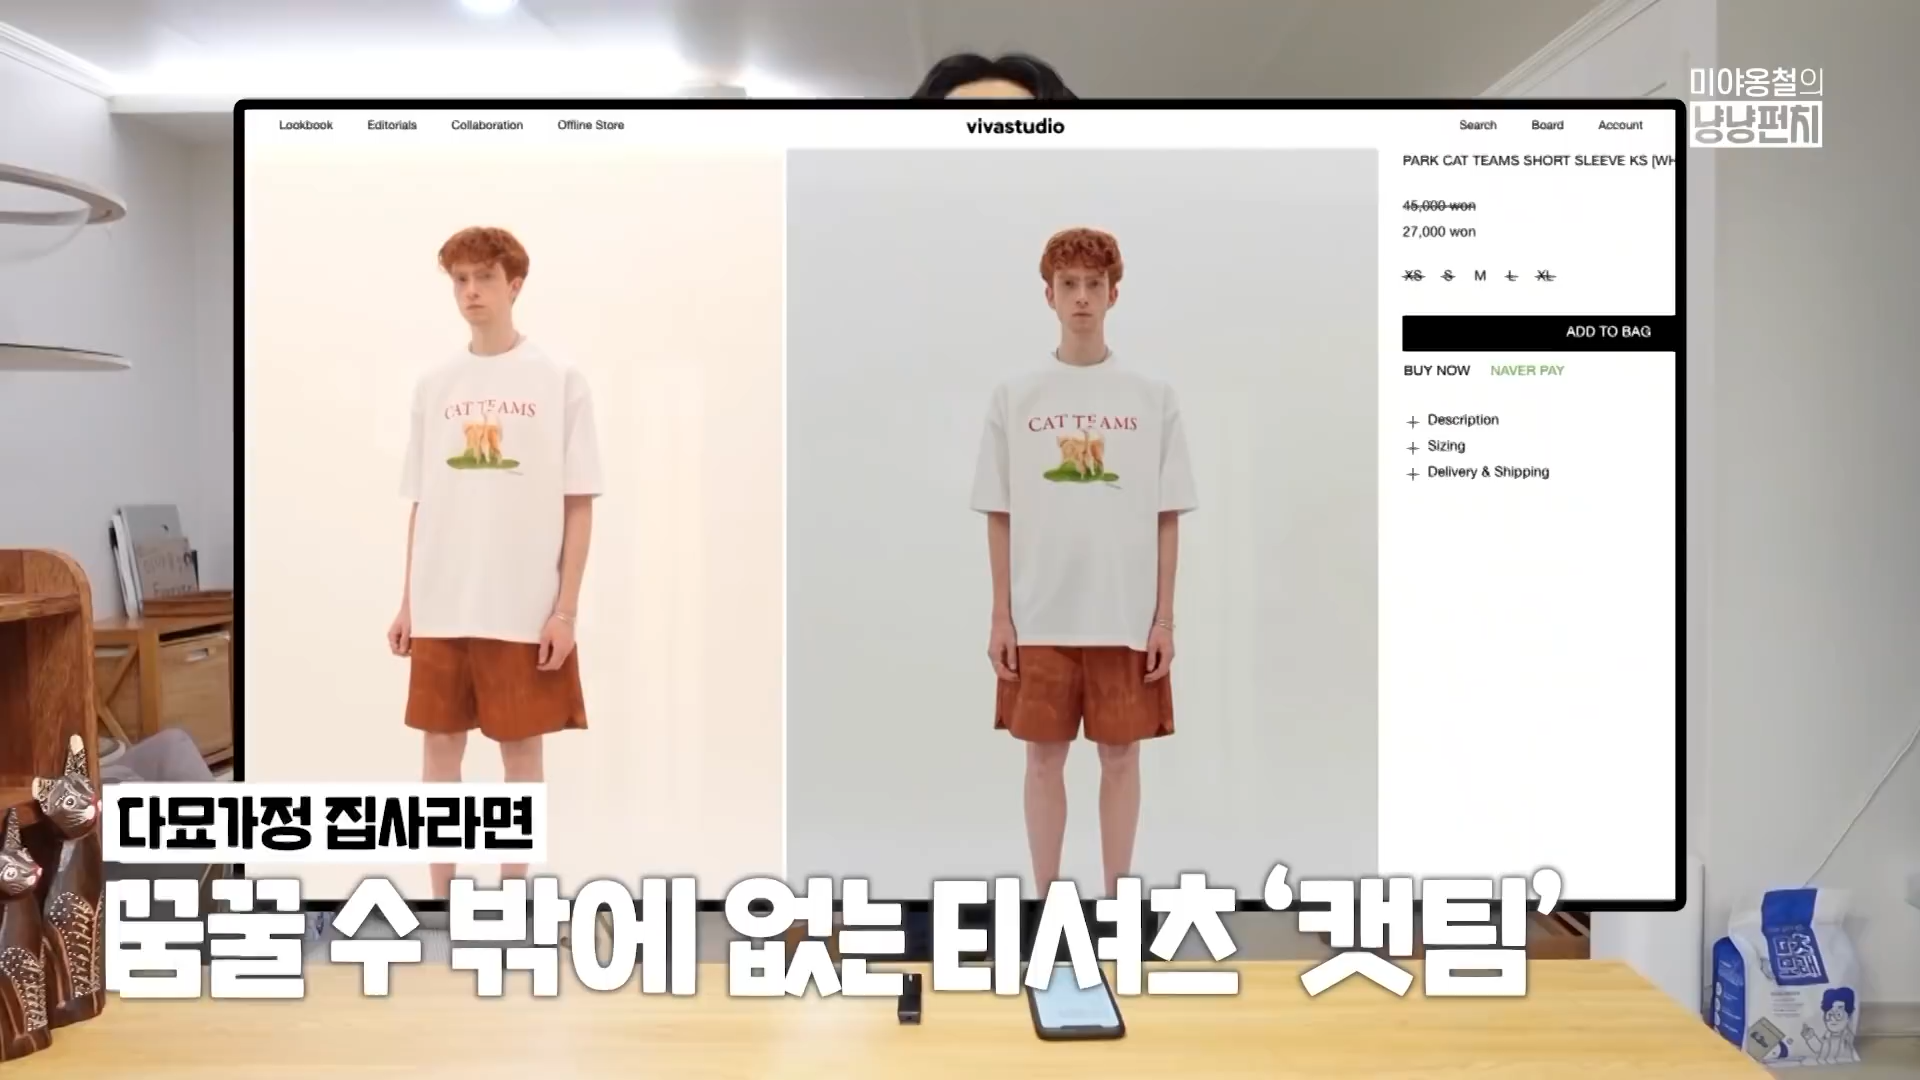 미야옹철의
냥냥펀치
Lookbook
Editorials
Collaboration
Offline Store
vivastudio
Search
Board
Account
PARK CAT TEAMS SHORT SLEEVE KS [WH
45,000 won
27,000 won
XS S M L XL
ADD TO BAG
BUY NOW
NAVER PAY
Description
Sizing
Delivery & Shipping
CAT TEAMS
CAT TEAMS
다묘가정 집사라면
꿈꿀 수 밖에 없는 티셔츠 ‘캣팀’